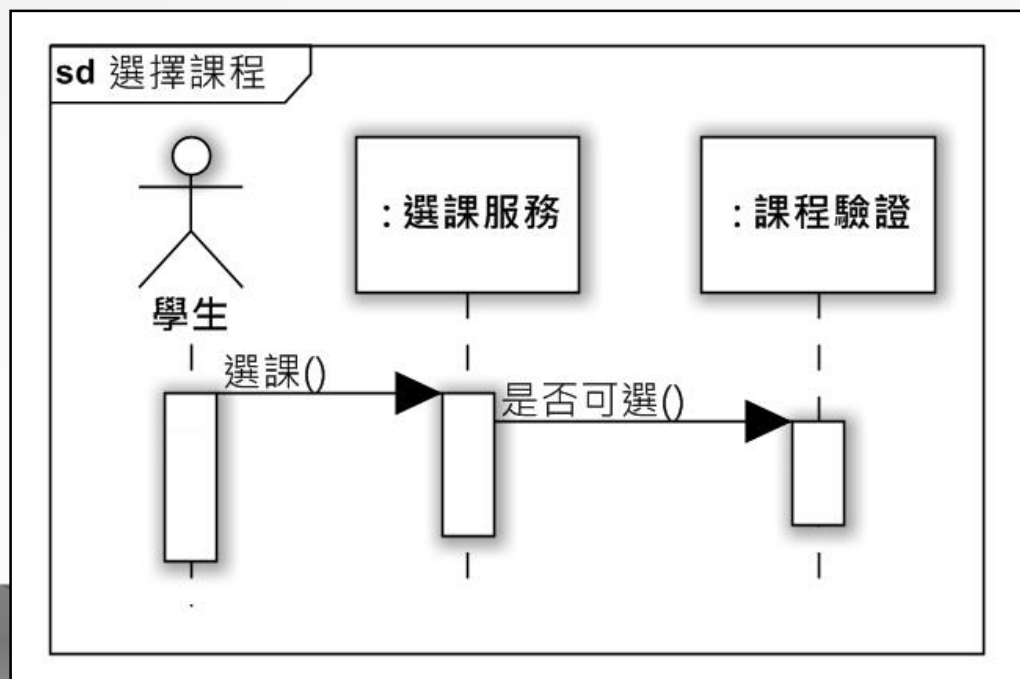 sd 選擇課程
: 選課服務
: 課程驗證
學生
選課()
是否可選()